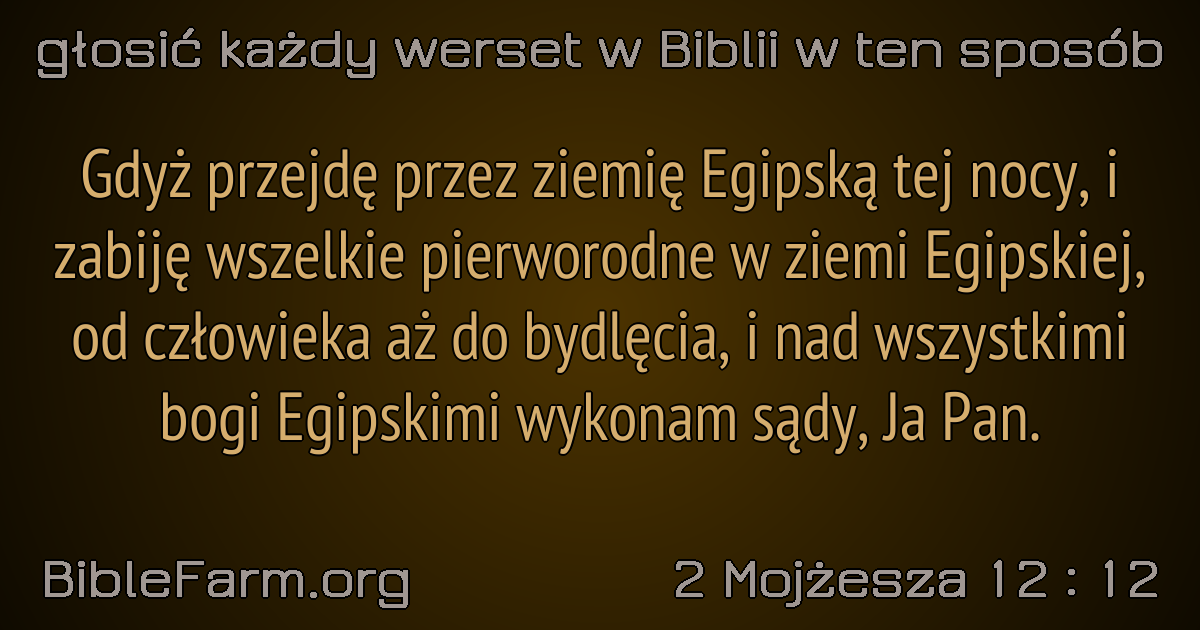 głosić każdy werset w Biblii w ten sposób
Gdyż przejdę przez ziemię Egipską tej nocy, i
zabiję wszelkie pierworodne w ziemi Egipskiej,
od człowieka aż do bydlęcia, i nad wszystkimi
bogi Egipskimi wykonam sądy, Ja Pan.
BibleFarm.org
2 Mojżesza 12 : 12